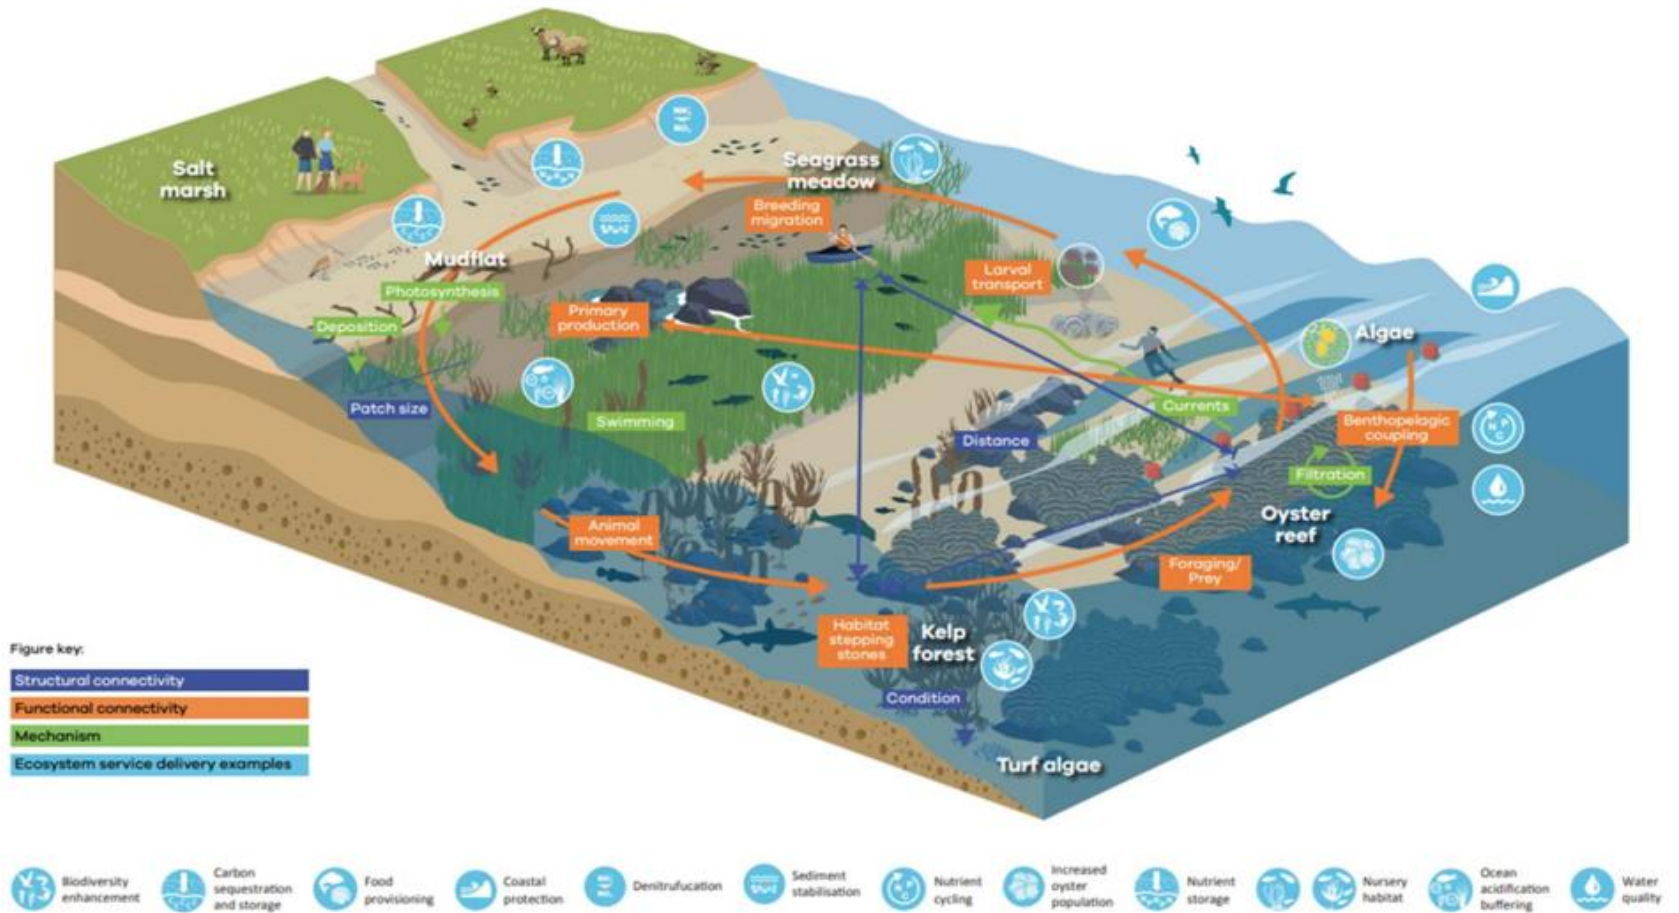 Salt
marsh
Seagrass
meadow
Breeding
migration
Mudflat
Photosynthesis
Deposition
Primary
production
Larval
transport
Algae
Patch size
Swimming
Currents
Distance
Benthopelagic
coupling
Filtration
Oyster
reef
Animal
movement
Foraging/
Prey
Habitat
stepping
stones
Kelp
forest
Condition
Turf algae
NH₄⁺
NO₃⁻
N P
C
Figure key:
Structural connectivity
Functional connectivity
Mechanism
Ecosystem service delivery examples
Biodiversity
enhancement
Carbon
sequestration
and storage
Food
provisioning
Coastal
protection
Denitrufucation
Sediment
stabilisation
Nutrient
cycling
Increased
oyster
population
Nutrient
storage
Nursery
habitat
Ocean
acidification
buffering
Water
quality